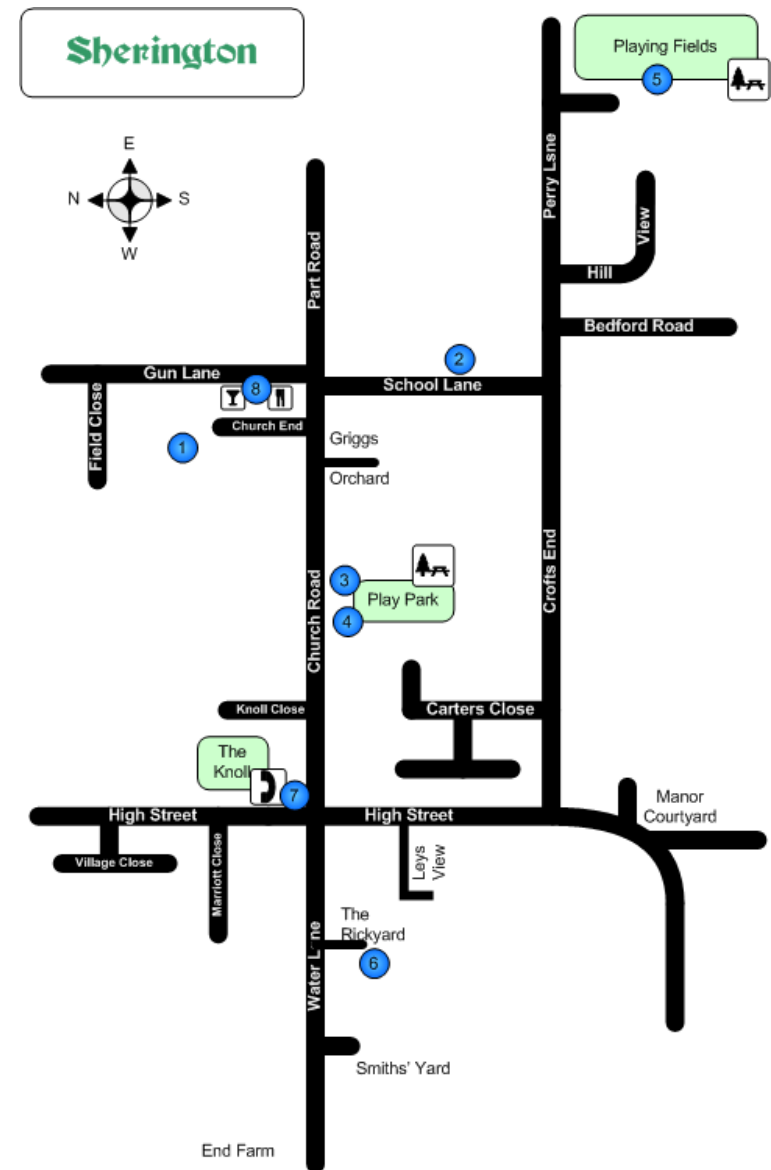 Sherington
Playing Fields
5
E
N
S
W
Perry Lsne
View
Hill
Part Road
Bedford Road
2
Gun Lane
School Lane
8
Field Close
Church End
1
Griggs
Orchard
3
Play Park
4
Church Road
Crofts End
Knoll Close
Carters Close
The
Knoll
7
High Street
High Street
Manor
Courtyard
Village Close
Marriott Close
Leys
View
The
Rickyard
6
Water Lane
Smiths' Yard
End Farm